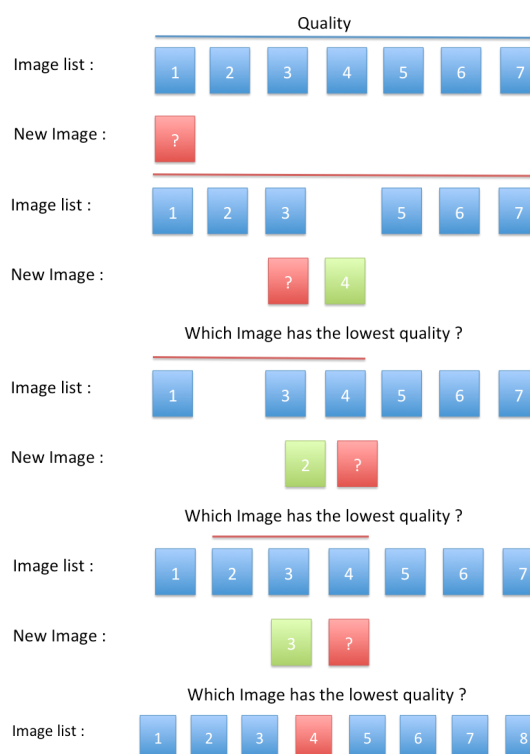 Quality
Image list : 1 2 3 4 5 6 7
New Image : ?
Image list : 1 2 3 5 6 7
New Image : ? 4
Which Image has the lowest quality ?
Image list : 1 3 4 5 6 7
New Image : 2 ?
Which Image has the lowest quality ?
Image list : 1 2 3 4 5 6 7
New Image : 3 ?
Which Image has the lowest quality ?
Image list : 1 2 3 4 5 6 7 8